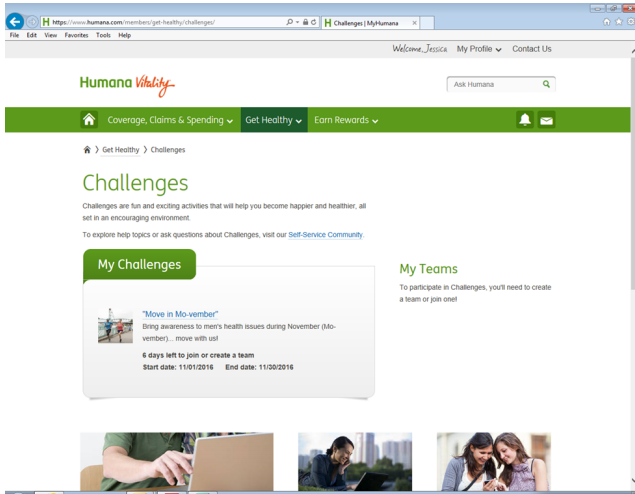 https://www.humana.com/members/get-healthy/challenges/
Challenges | MyHumana
File Edit View Favorites Tools Help
Welcome, Jessica My Profile Contact Us
Humana Vitality
Ask Humana
Coverage, Claims & Spending Get Healthy Earn Rewards
Get Healthy > Challenges
Challenges
Challenges are fun and exciting activities that will help you become happier and healthier, all
set in an encouraging environment.
To explore help topics or ask questions about Challenges, visit our Self-Service Community.
My Challenges
"Move in Mo-vember"
Bring awareness to men's health issues during November (Mo-
vember)... move with us!
6 days left to join or create a team
Start date: 11/01/2016 End date: 11/30/2016
My Teams
To participate in Challenges, you'll need to create
a team or join one!